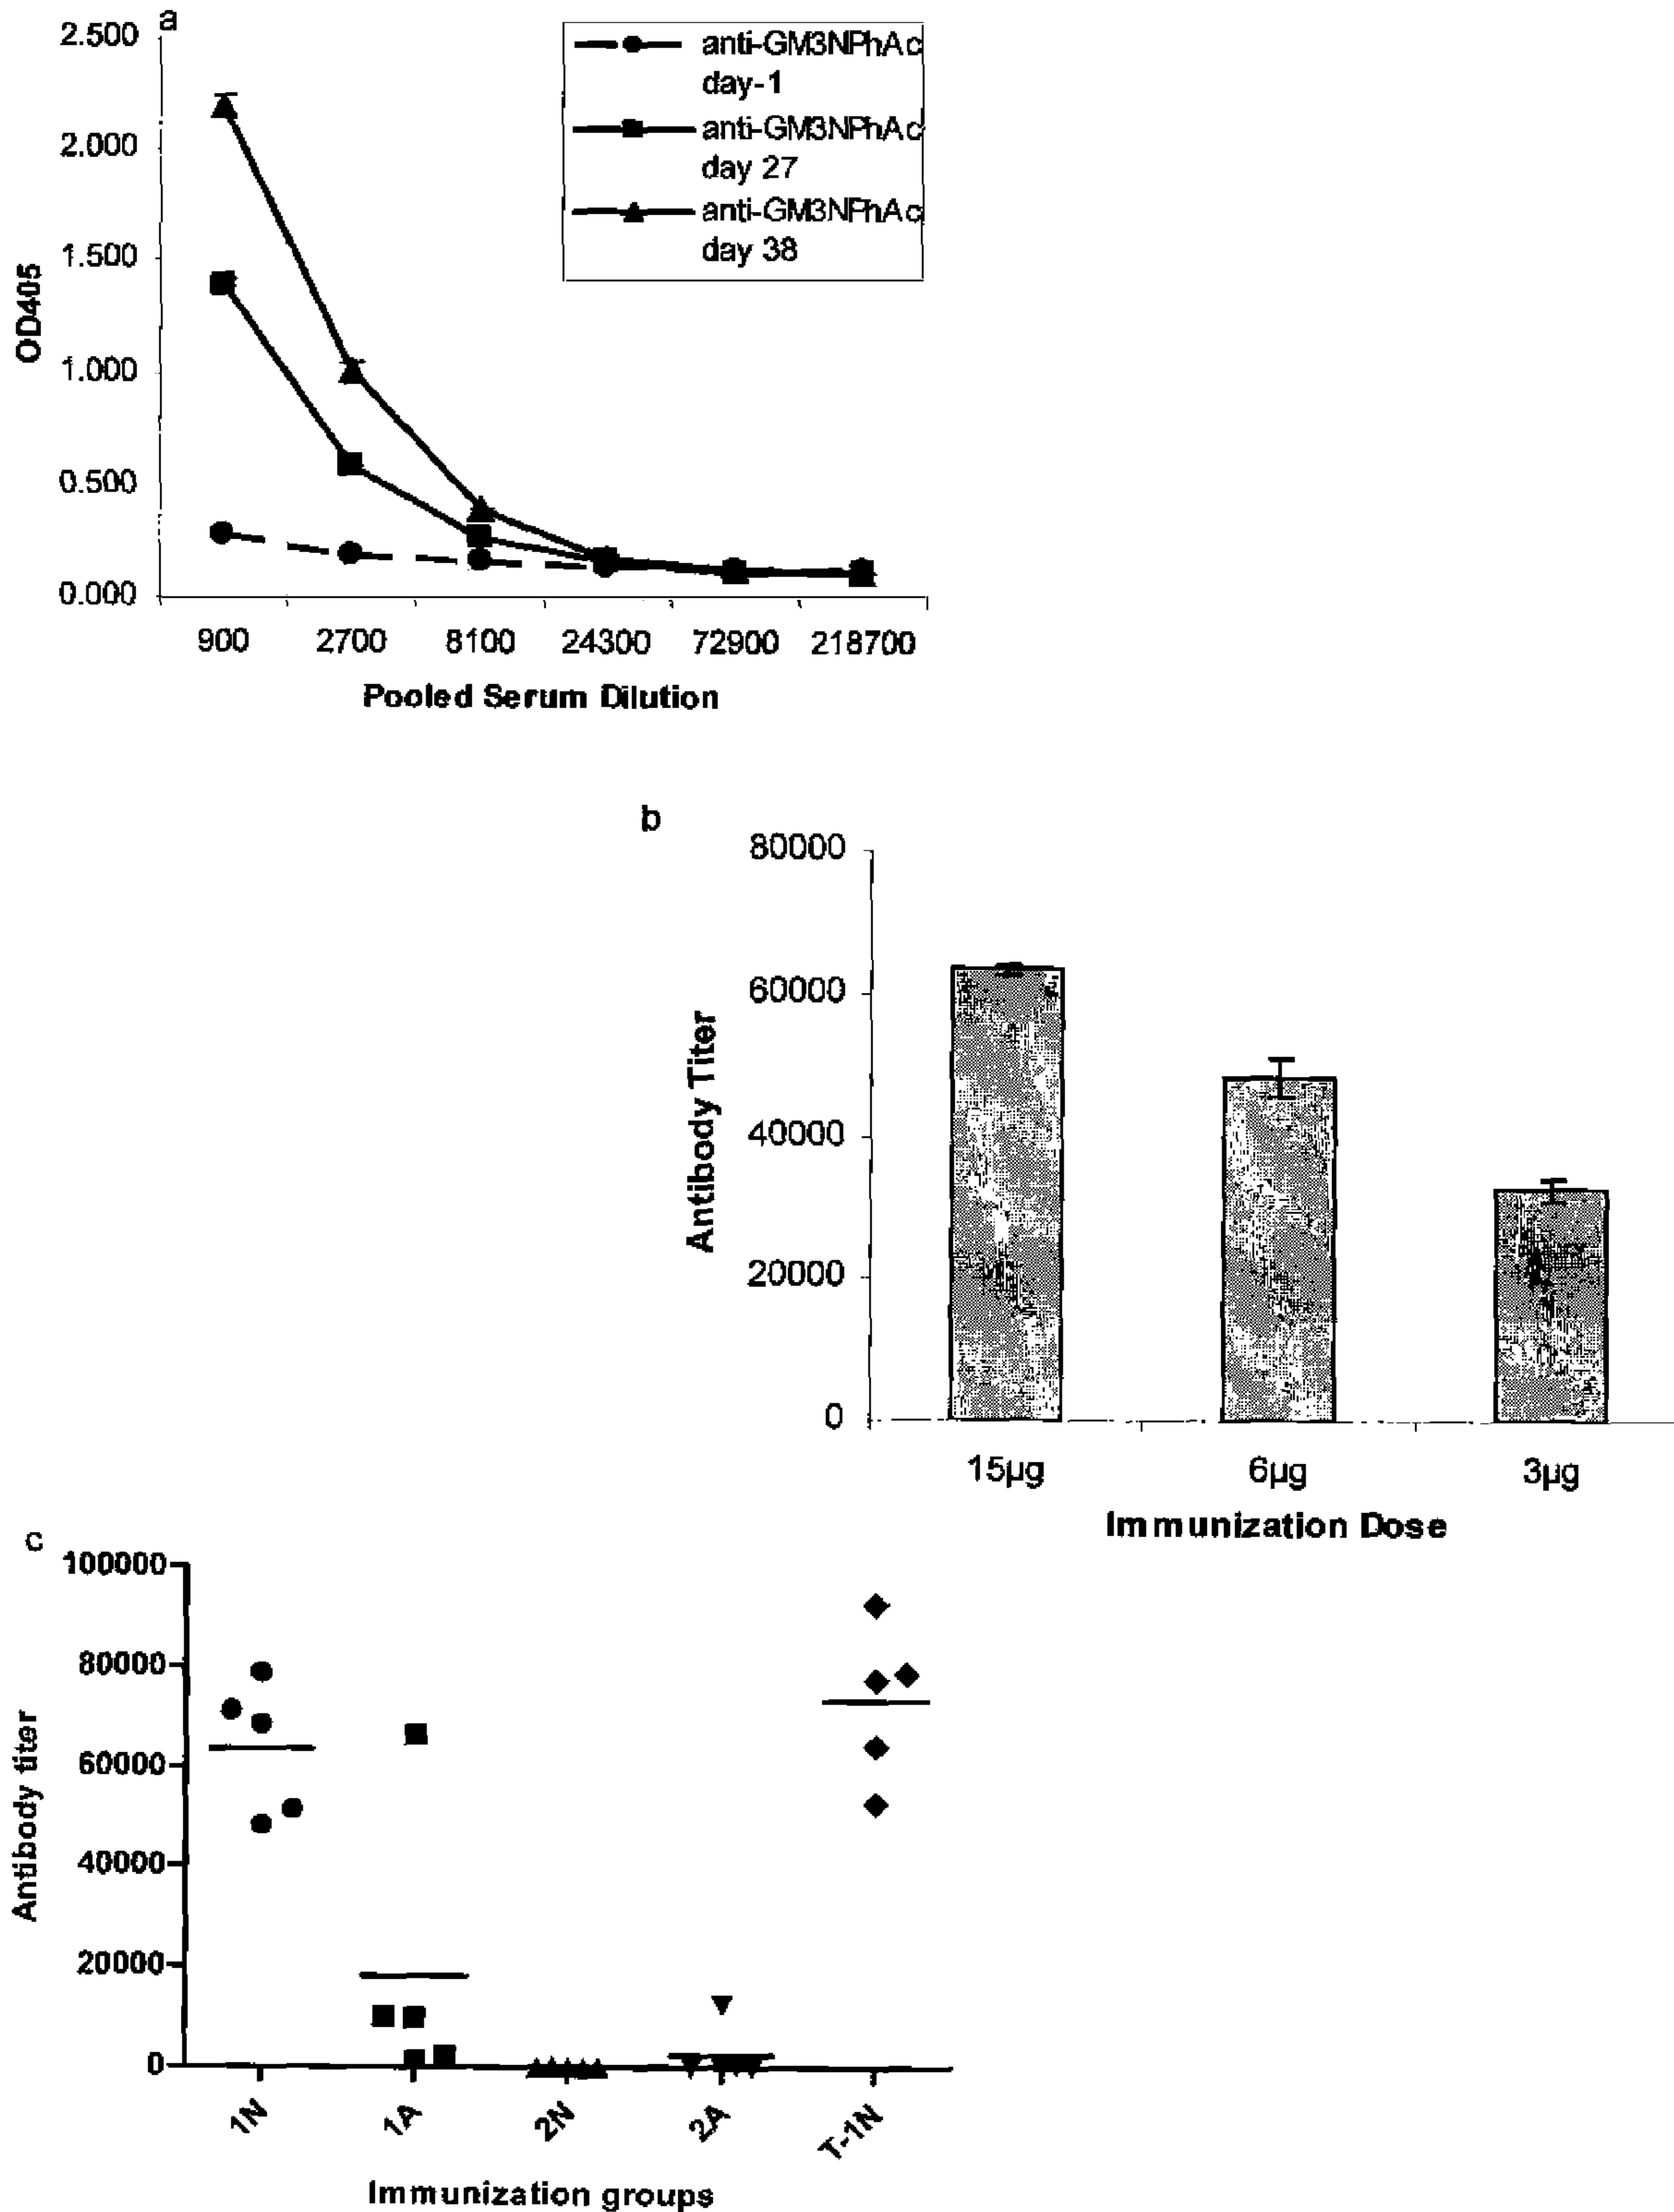 a
2.500
2.000
1.500
1.000
0.500
0.000
OD405
anti-GM3NPhAc
day-1
anti-GM3NPhAc
day 27
anti-GM3NPhAc
day 38
900 2700 8100 24300 72900 218700
Pooled Serum Dilution
b
80000
60000
40000
20000
0
Antibody Titer
15µg 6µg 3µg
Immunization Dose
c
100000
80000
60000
40000
20000
0
Antibody titer
1N 1A 2N 2A T-1N
Immunization groups